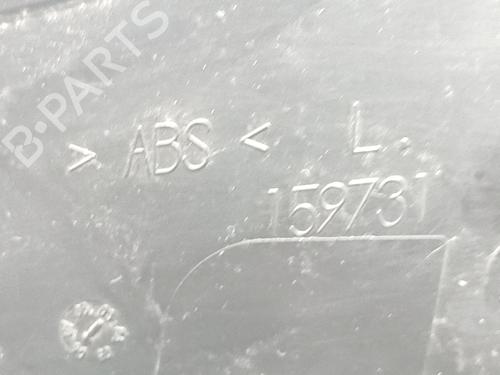 B-PARTS
> ABS < L.
159731